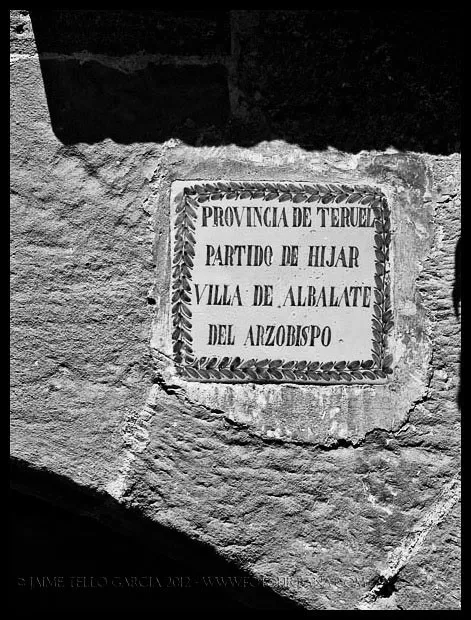 PROVINCIA DE TERUEL
PARTIDO DE HIJAR
VILLA DE ALBALATE
DEL ARZOBISPO
© JAIME TELLO GARCIA 2012 -